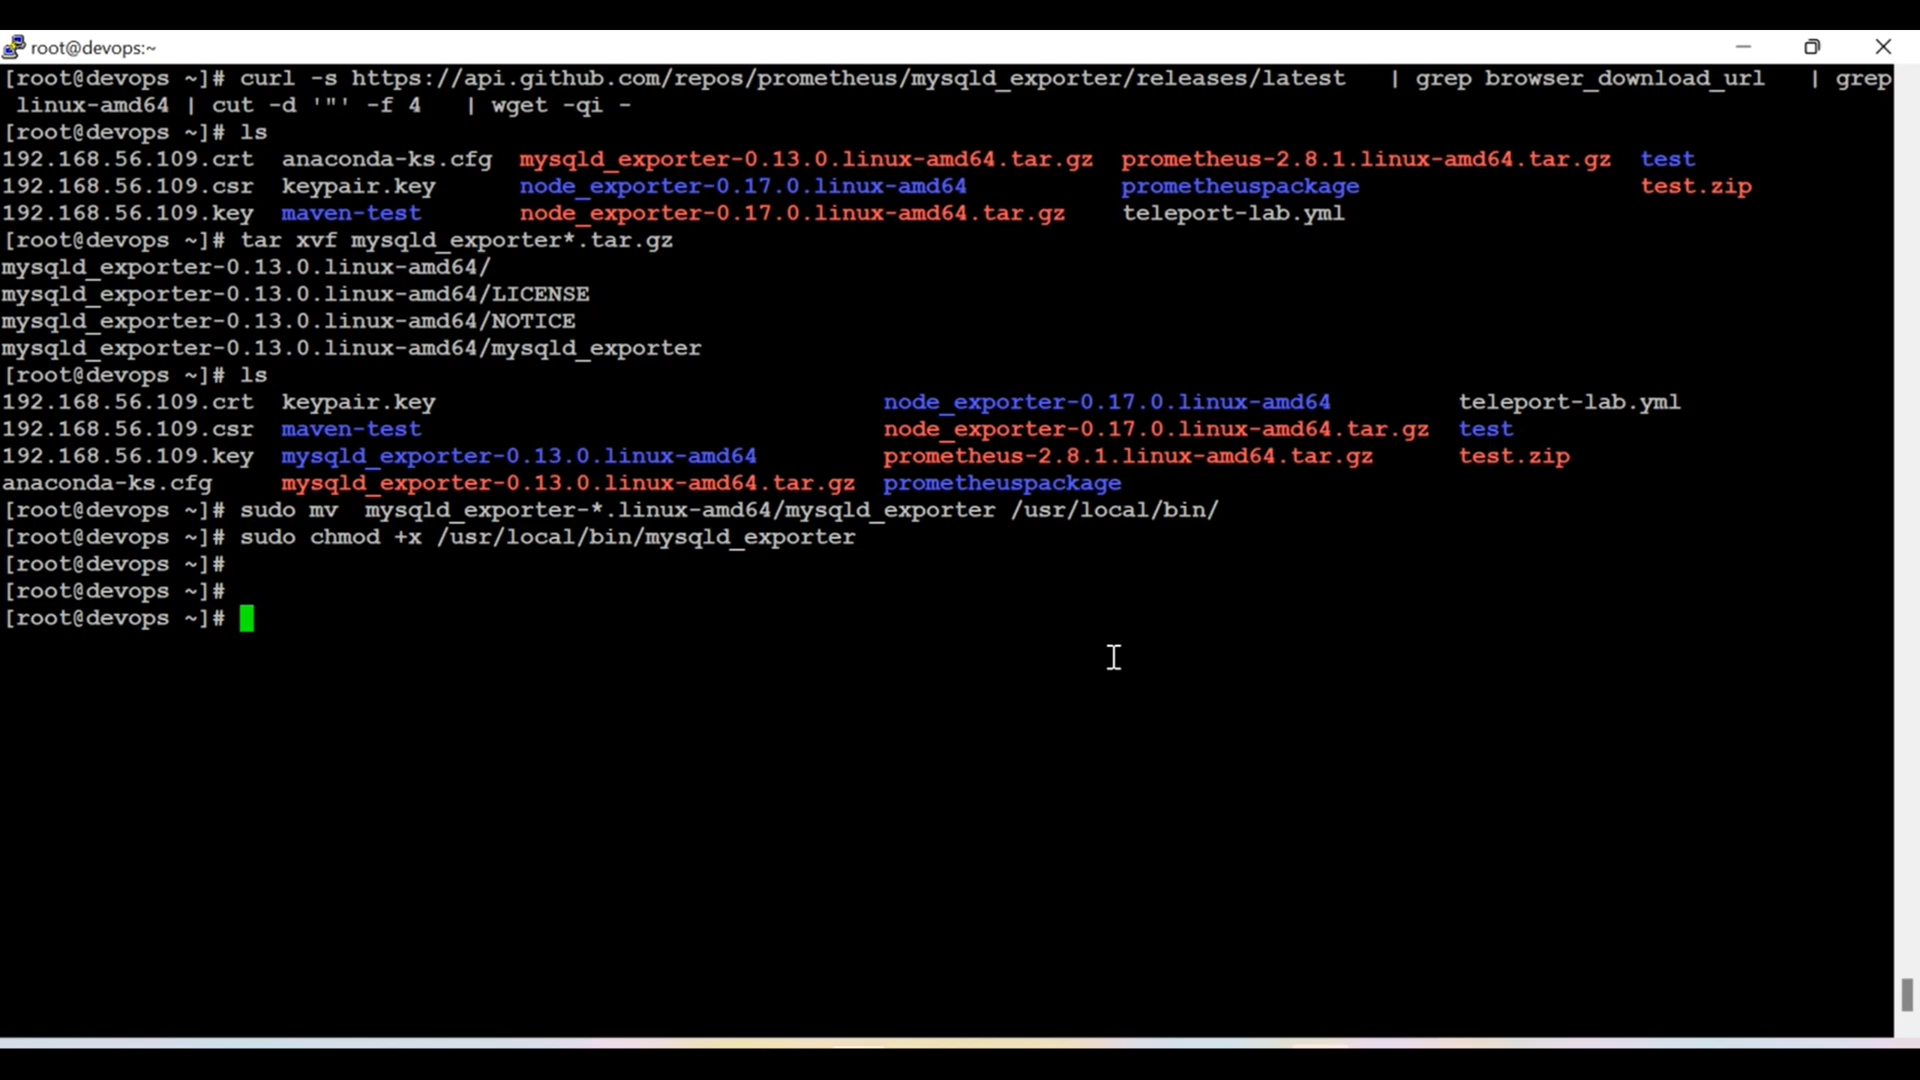 root@devops:~
[root@devops ~]# curl -s https://api.github.com/repos/prometheus/mysqld_exporter/releases/latest   | grep browser_download_url   | grep
 linux-amd64 | cut -d '"' -f 4   | wget -qi -
[root@devops ~]# ls
192.168.56.109.crt  anaconda-ks.cfg  mysqld_exporter-0.13.0.linux-amd64.tar.gz  prometheus-2.8.1.linux-amd64.tar.gz  test
192.168.56.109.csr  keypair.key      node_exporter-0.17.0.linux-amd64           prometheuspackage                    test.zip
192.168.56.109.key  maven-test       node_exporter-0.17.0.linux-amd64.tar.gz    teleport-lab.yml
[root@devops ~]# tar xvf mysqld_exporter*.tar.gz
mysqld_exporter-0.13.0.linux-amd64/
mysqld_exporter-0.13.0.linux-amd64/LICENSE
mysqld_exporter-0.13.0.linux-amd64/NOTICE
mysqld_exporter-0.13.0.linux-amd64/mysqld_exporter
[root@devops ~]# ls
192.168.56.109.crt  keypair.key                                node_exporter-0.17.0.linux-amd64         teleport-lab.yml
192.168.56.109.csr  maven-test                                 node_exporter-0.17.0.linux-amd64.tar.gz  test
192.168.56.109.key  mysqld_exporter-0.13.0.linux-amd64         prometheus-2.8.1.linux-amd64.tar.gz      test.zip
anaconda-ks.cfg     mysqld_exporter-0.13.0.linux-amd64.tar.gz  prometheuspackage
[root@devops ~]# sudo mv  mysqld_exporter-*.linux-amd64/mysqld_exporter /usr/local/bin/
[root@devops ~]# sudo chmod +x /usr/local/bin/mysqld_exporter
[root@devops ~]#
[root@devops ~]#
[root@devops ~]#